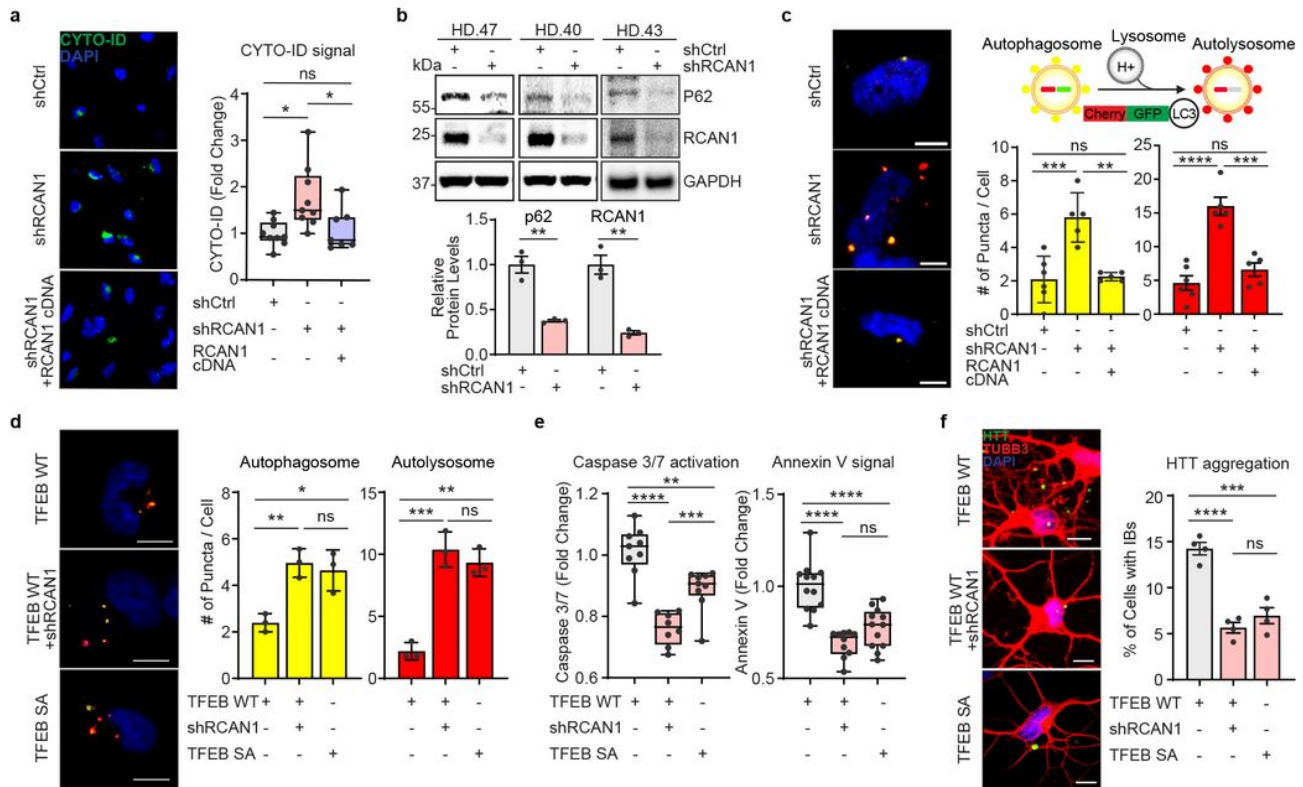 a
CYTO-ID
DAPI
shCtrl
shRCAN1
shRCAN1
+RCAN1 cDNA
CYTO-ID signal
ns
* *
CYTO-ID (Fold Change)
4
3
2
1
0
shCtrl + - -
shRCAN1 - + +
RCAN1 - - +
cDNA
b
HD.47 HD.40 HD.43
+ - + - + - shCtrl
kDa - + - + - + shRCAN1
55 P62
25 RCAN1
37 GAPDH
p62 RCAN1
** **
Relative
Protein Levels
1.5
1.0
0.5
0.0
shCtrl + - + -
shRCAN1 - + - +
c
shCtrl
shRCAN1
shRCAN1
+ RCAN1 cDNA
Lysosome
Autophagosome Autolysosome
H+
Cherry GFP LC3
ns
*** **
# of Puncta / Cell
10
8
6
4
2
0
ns
**** ***
25
20
15
10
5
0
shCtrl + - - + - -
shRCAN1 - + + - + +
RCAN1 - - + - - +
cDNA
d
TFEB WT
TFEB WT
+shRCAN1
TFEB SA
Autophagosome
*
** ns
# of Puncta / Cell
8
6
4
2
0
Autolysosome
**
*** ns
15
10
5
0
TFEB WT + + - + + -
shRCAN1 - + - - + -
TFEB SA - - + - - +
e
Caspase 3/7 activation
**
**** ***
Caspase 3/7 (Fold Change)
1.2
1.0
0.8
0.6
Annexin V signal
****
**** ns
Annexin V (Fold Change)
1.5
1.0
0.5
TFEB WT + + - + + -
shRCAN1 - + - - + -
TFEB SA - - + - - +
f
HTT
TUBB3
DAPI
TFEB WT
TFEB WT
+shRCAN1
TFEB SA
HTT aggregation
***
**** ns
% of Cells with IBs
20
15
10
5
0
TFEB WT + + -
shRCAN1 - + -
TFEB SA - - +